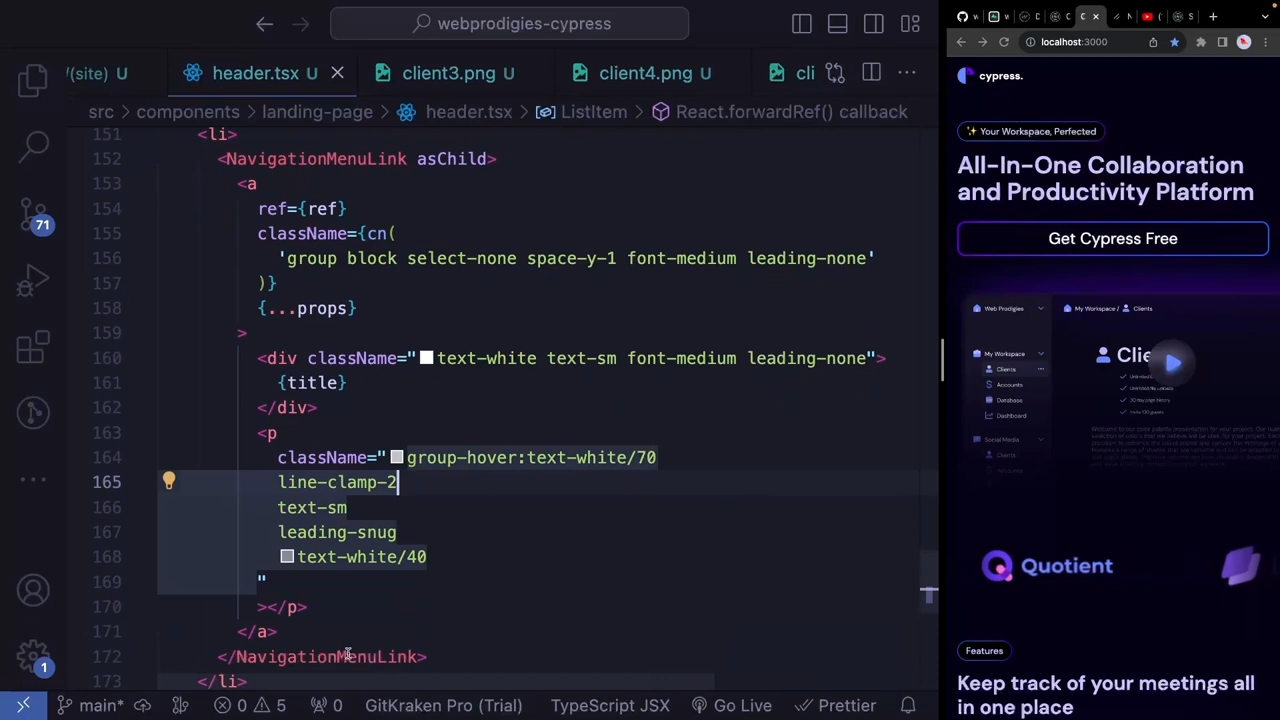 webprodigies-cypress
/(site) U
header.tsx U
client3.png U
client4.png U
cli
src > components > landing-page > header.tsx > ListItem > React.forwardRef() callback
151 <li>
152 <NavigationMenuLink asChild>
153 <a
154 ref={ref}
155 className={cn(
156 'group block select-none space-y-1 font-medium leading-none'
157 )}
158 {...props}
159 >
160 <div className="text-white text-sm font-medium leading-none">
161 {title}
162 </div>
163 <p
164 className="group-hover:text-white/70
165 line-clamp-2
166 text-sm
167 leading-snug
168 text-white/40
169 "
170 ></p>
171 </a>
172 </NavigationMenuLink>
173 </li>
71
1
main*
0 5
0
GitKraken Pro (Trial)
TypeScript JSX
Go Live
Prettier
localhost:3000
cypress.
✨ Your Workspace, Perfected
All-In-One Collaboration
and Productivity Platform
Get Cypress Free
Web Prodigies
My Workspace / Clients
My Workspace
Clients
Accounts
Database
Dashboard
Social Media
Clients
Quotient
Features
Keep track of your meetings all
in one place